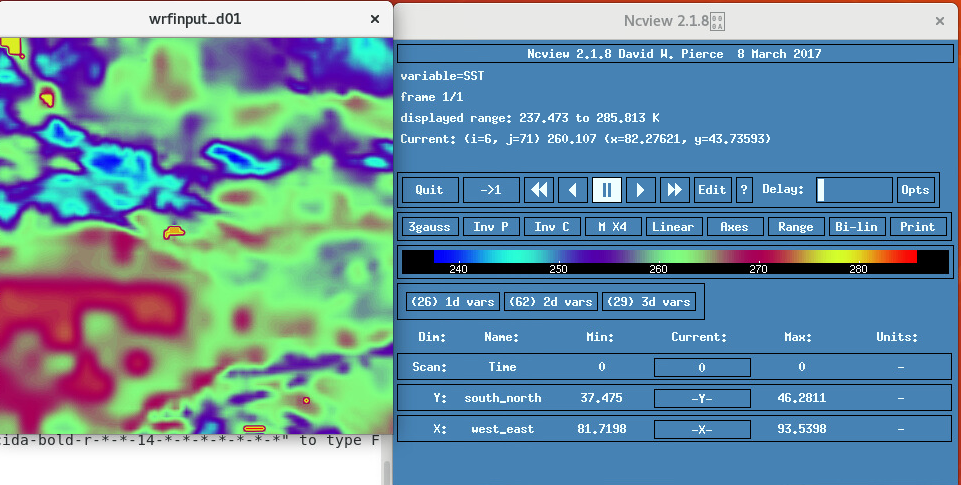 wrfinput_d01 ×
Ncview 2.1.8 ×
Ncview 2.1.8 David W. Pierce  8 March 2017
variable=SST
frame 1/1
displayed range: 237.473 to 285.813 K
Current: (i=6, j=71) 260.107 (x=82.27621, y=43.73593)
Quit ->1 Edit ? Delay: Opts
3gauss Inv P Inv C M X4 Linear Axes Range Bi-lin Print
240 250 260 270 280
(26) 1d vars (62) 2d vars (29) 3d vars
Dim: Name: Min: Current: Max: Units:
Scan: Time 0 0 0 -
Y: south_north 37.475 -Y- 46.2811 -
X: west_east 81.7198 -X- 93.5398 -
cida-bold-r-*-*-14-*-*-*-*-*-*-*" to type F